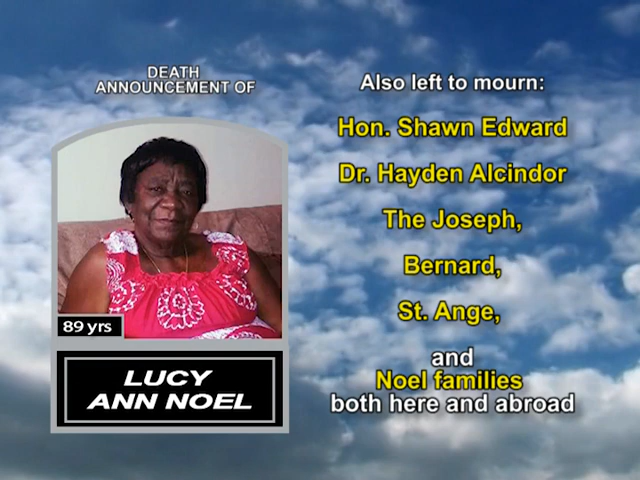 DEATH
ANNOUNCEMENT OF
89 yrs
LUCY
ANN NOEL
Also left to mourn:
Hon. Shawn Edward
Dr. Hayden Alcindor
The Joseph,
Bernard,
St. Ange,
and
Noel families
both here and abroad